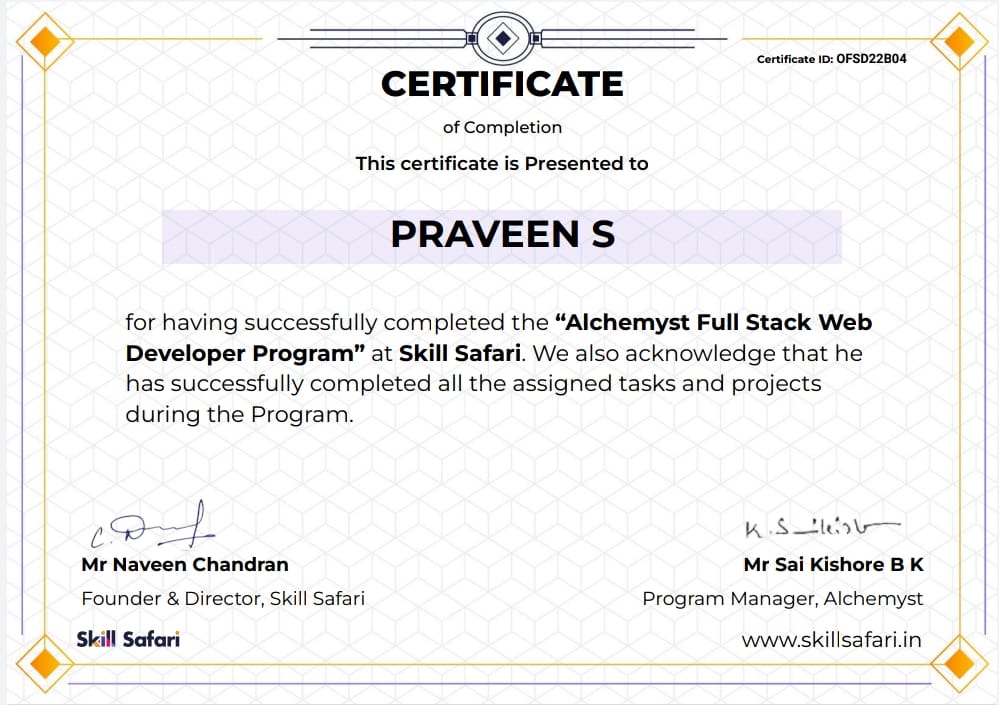 Certificate ID: OFSD22B04
CERTIFICATE
of Completion
This certificate is Presented to
PRAVEEN S
for having successfully completed the “Alchemyst Full Stack Web
Developer Program” at Skill Safari. We also acknowledge that he
has successfully completed all the assigned tasks and projects
during the Program.
Mr Naveen Chandran
Founder & Director, Skill Safari
Skill Safari
Mr Sai Kishore B K
Program Manager, Alchemyst
www.skillsafari.in